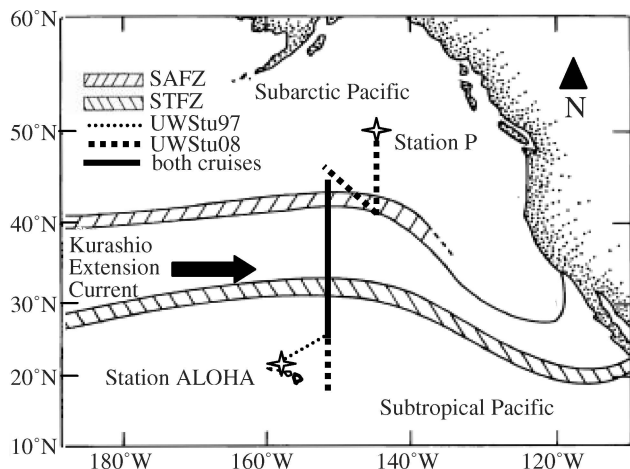 60°N
SAFZ
STFZ
UWStu97
UWStu08
both cruises
Subarctic Pacific
N
50°N
Station P
40°N
Kurashio
Extension
Current
30°N
Station ALOHA
20°N
Subtropical Pacific
10°N
180°W
160°W
140°W
120°W